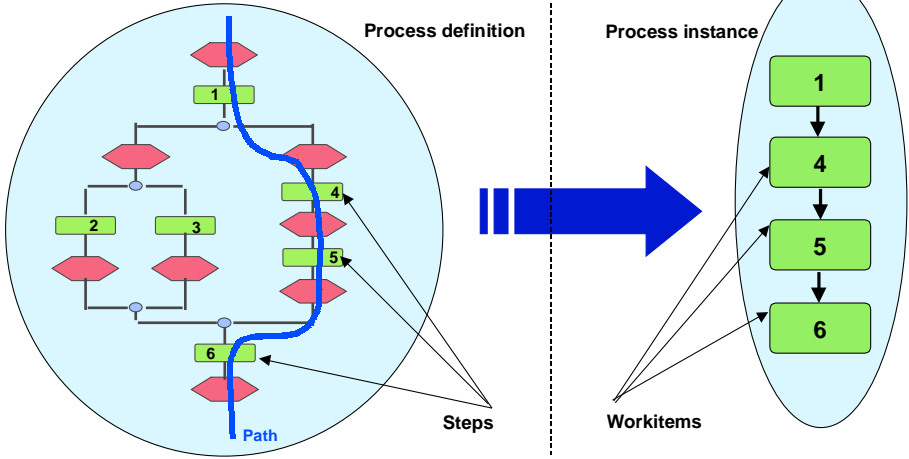 Process definition
Process instance
1
2
3
4
5
6
Path
Steps
1
4
5
6
Workitems